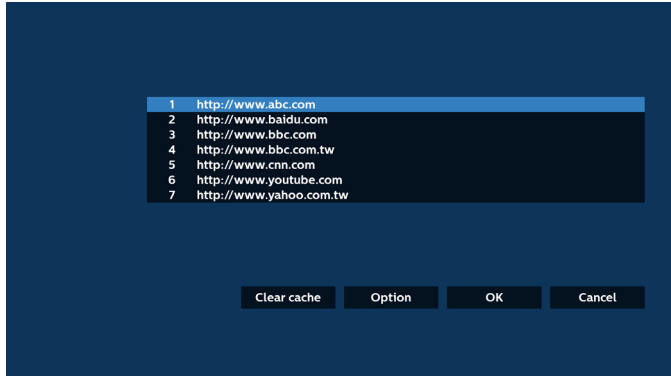 1 http://www.abc.com
2 http://www.baidu.com
3 http://www.bbc.com
4 http://www.bbc.com.tw
5 http://www.cnn.com
6 http://www.youtube.com
7 http://www.yahoo.com.tw
Clear cache Option OK Cancel